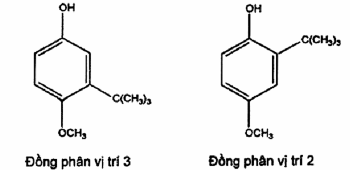 OH
OH
C(CH₃)₃
C(CH₃)₃
OCH₃
OCH₃
Đồng phân vị trí 3
Đồng phân vị trí 2